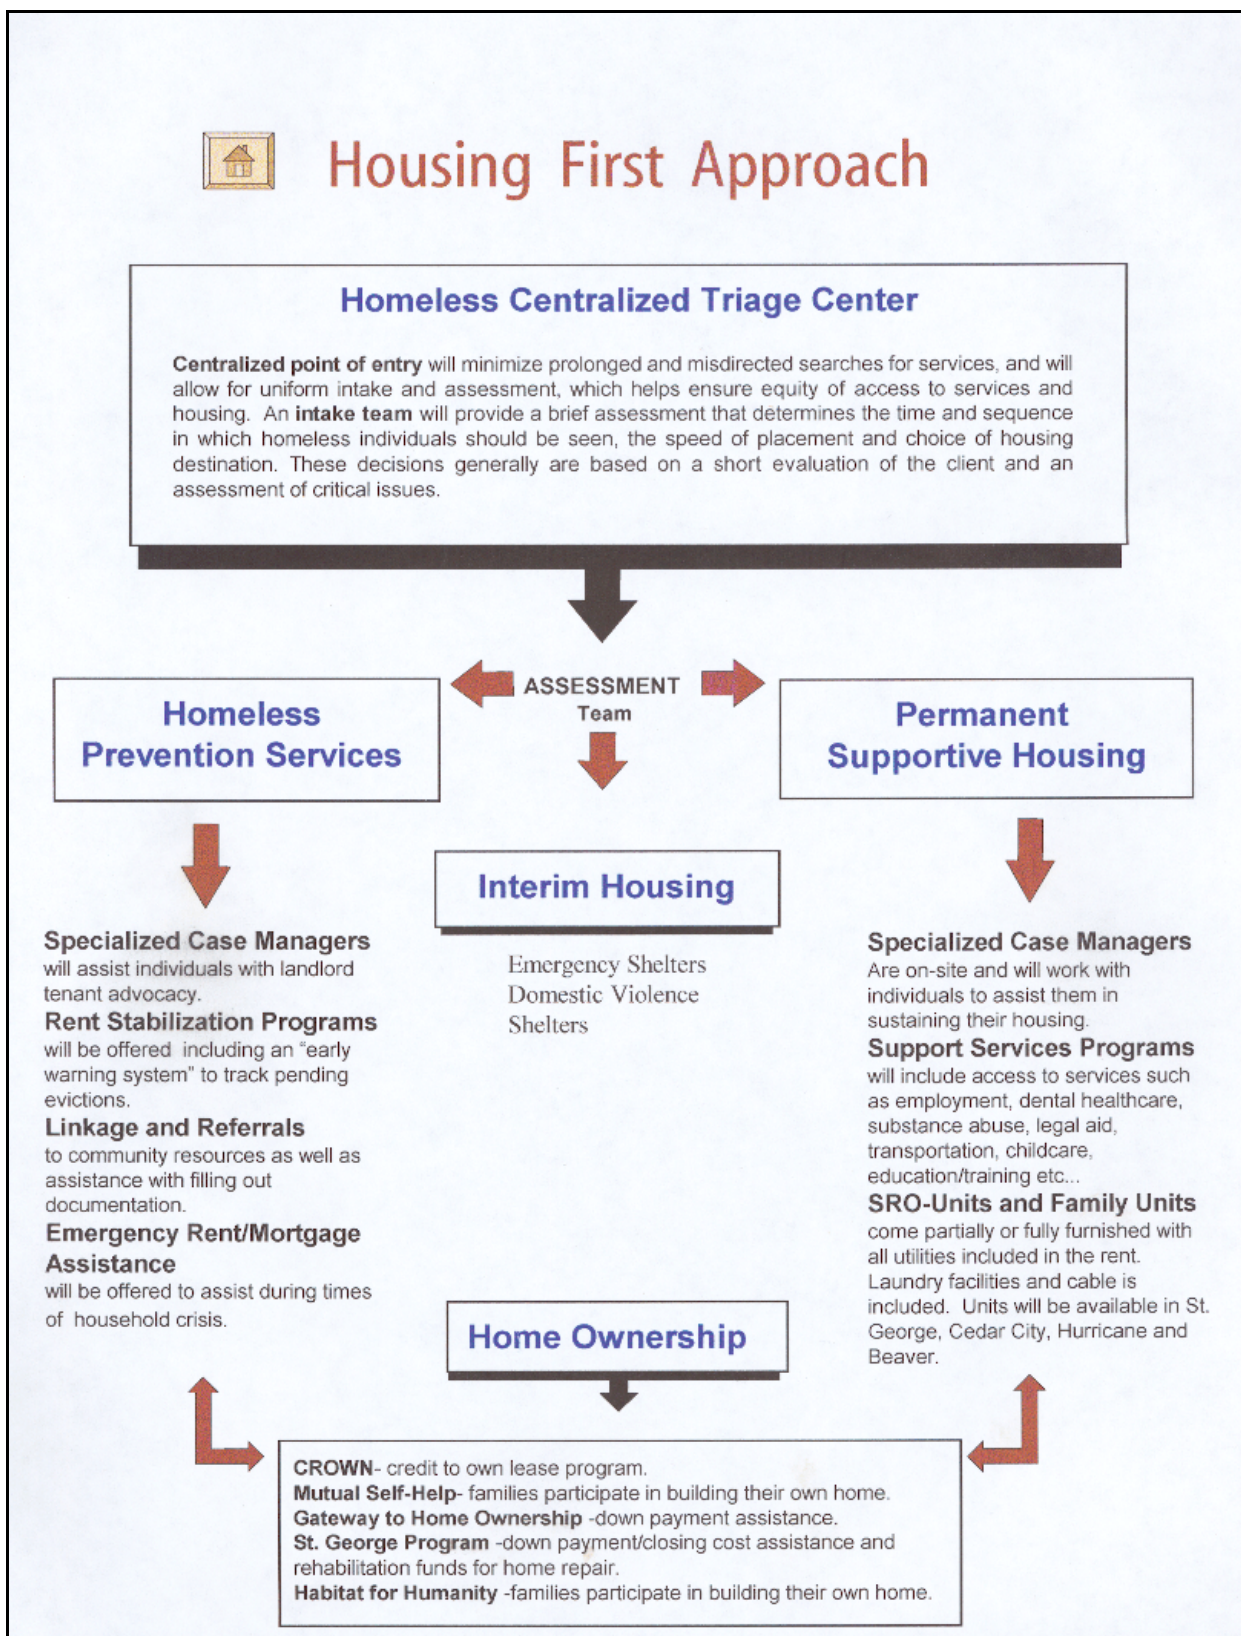 Housing First Approach
Homeless Centralized Triage Center
Centralized point of entry will minimize prolonged and misdirected searches for services, and will
allow for uniform intake and assessment, which helps ensure equity of access to services and
housing. An intake team will provide a brief assessment that determines the time and sequence
in which homeless individuals should be seen, the speed of placement and choice of housing
destination. These decisions generally are based on a short evaluation of the client and an
assessment of critical issues.
ASSESSMENT
Team
Homeless
Prevention Services
Specialized Case Managers
will assist individuals with landlord
tenant advocacy.
Rent Stabilization Programs
will be offered including an “early
warning system” to track pending
evictions.
Linkage and Referrals
to community resources as well as
assistance with filling out
documentation.
Emergency Rent/Mortgage
Assistance
will be offered to assist during times
of household crisis.
Interim Housing
Emergency Shelters
Domestic Violence
Shelters
Permanent
Supportive Housing
Specialized Case Managers
Are on-site and will work with
individuals to assist them in
sustaining their housing.
Support Services Programs
will include access to services such
as employment, dental healthcare,
substance abuse, legal aid,
transportation, childcare,
education/training etc...
SRO-Units and Family Units
come partially or fully furnished with
all utilities included in the rent.
Laundry facilities and cable is
included. Units will be available in St.
George, Cedar City, Hurricane and
Beaver.
Home Ownership
CROWN- credit to own lease program.
Mutual Self-Help- families participate in building their own home.
Gateway to Home Ownership -down payment assistance.
St. George Program -down payment/closing cost assistance and
rehabilitation funds for home repair.
Habitat for Humanity -families participate in building their own home.